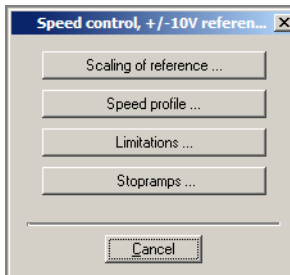 Speed control, +/-10V referen...
Scaling of reference ...
Speed profile ...
Limitations ...
Stopramps ...
Cancel